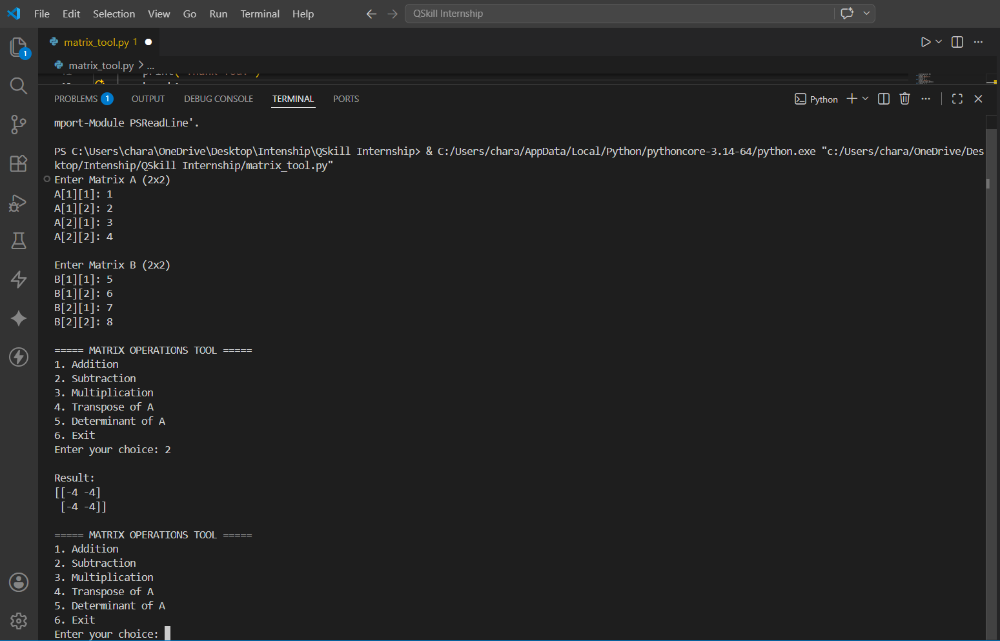 File Edit Selection View Go Run Terminal Help
QSkill Internship
1
matrix_tool.py 1
matrix_tool.py > ...
PROBLEMS 1 OUTPUT DEBUG CONSOLE TERMINAL PORTS
Python
mport-Module PSReadLine'.
PS C:\Users\chara\OneDrive\Desktop\Intenship\QSkill Internship> & C:/Users/chara/AppData/Local/Python/pythoncore-3.14-64/python.exe "c:/Users/chara/OneDrive/Des
ktop/Intenship/QSkill Internship/matrix_tool.py"
Enter Matrix A (2x2)
A[1][1]: 1
A[1][2]: 2
A[2][1]: 3
A[2][2]: 4
Enter Matrix B (2x2)
B[1][1]: 5
B[1][2]: 6
B[2][1]: 7
B[2][2]: 8
===== MATRIX OPERATIONS TOOL =====
1. Addition
2. Subtraction
3. Multiplication
4. Transpose of A
5. Determinant of A
6. Exit
Enter your choice: 2
Result:
[[-4 -4]
 [-4 -4]]
===== MATRIX OPERATIONS TOOL =====
1. Addition
2. Subtraction
3. Multiplication
4. Transpose of A
5. Determinant of A
6. Exit
Enter your choice: